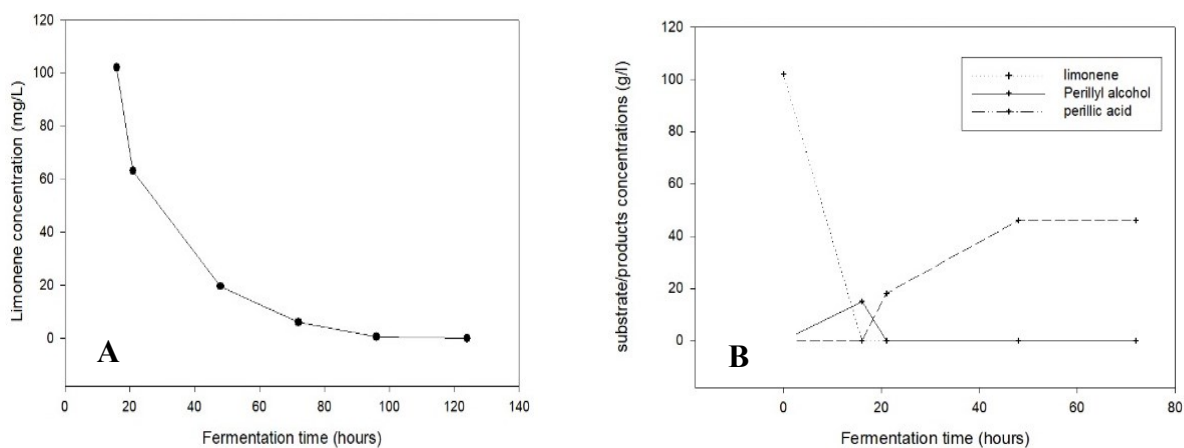 120
100
80
60
40
20
0
Limonene concentration (mg/L)
A
0 20 40 60 80 100 120 140
Fermentation time (hours)
120
100
80
60
40
20
0
substrate/products concentrations (g/l)
limonene
Perillyl alcohol
perillic acid
B
0 20 40 60 80
Fermentation time (hours)